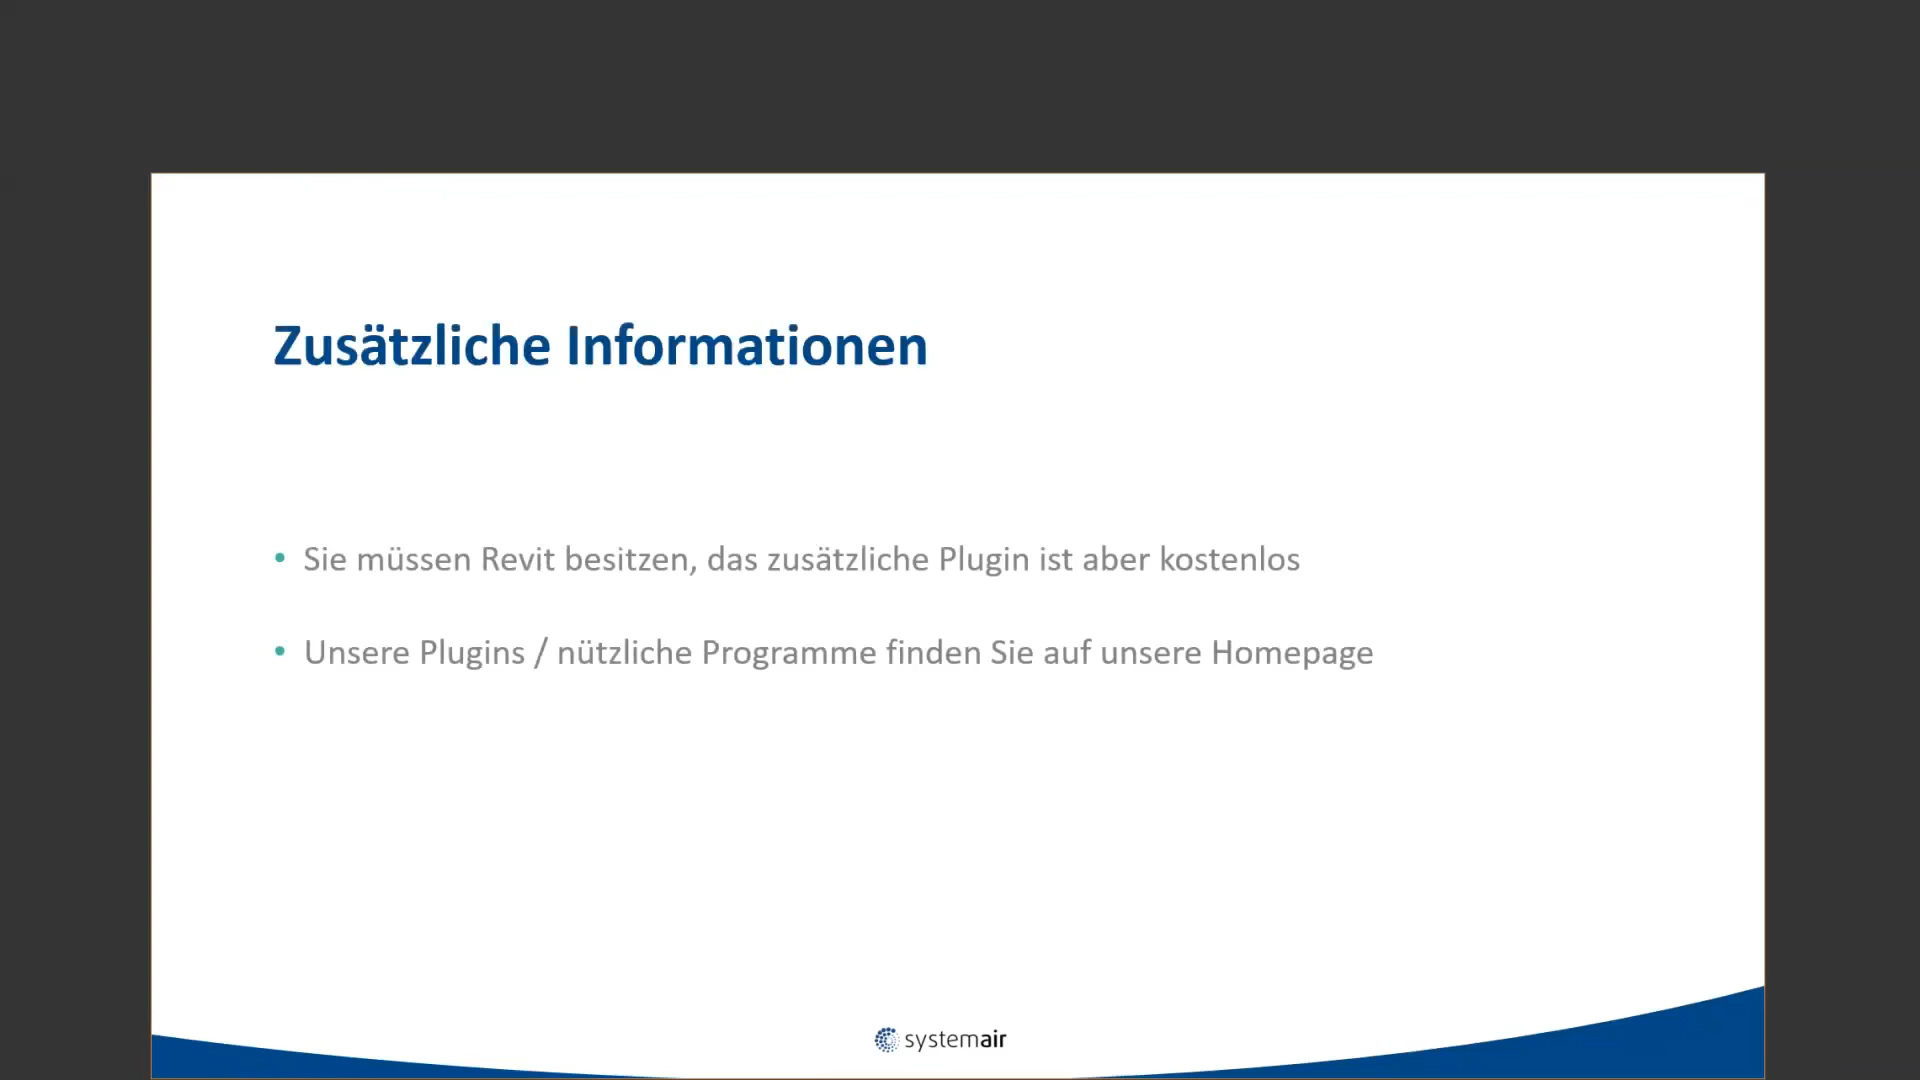 Zusätzliche Informationen
• Sie müssen Revit besitzen, das zusätzliche Plugin ist aber kostenlos
• Unsere Plugins / nützliche Programme finden Sie auf unsere Homepage
systemair